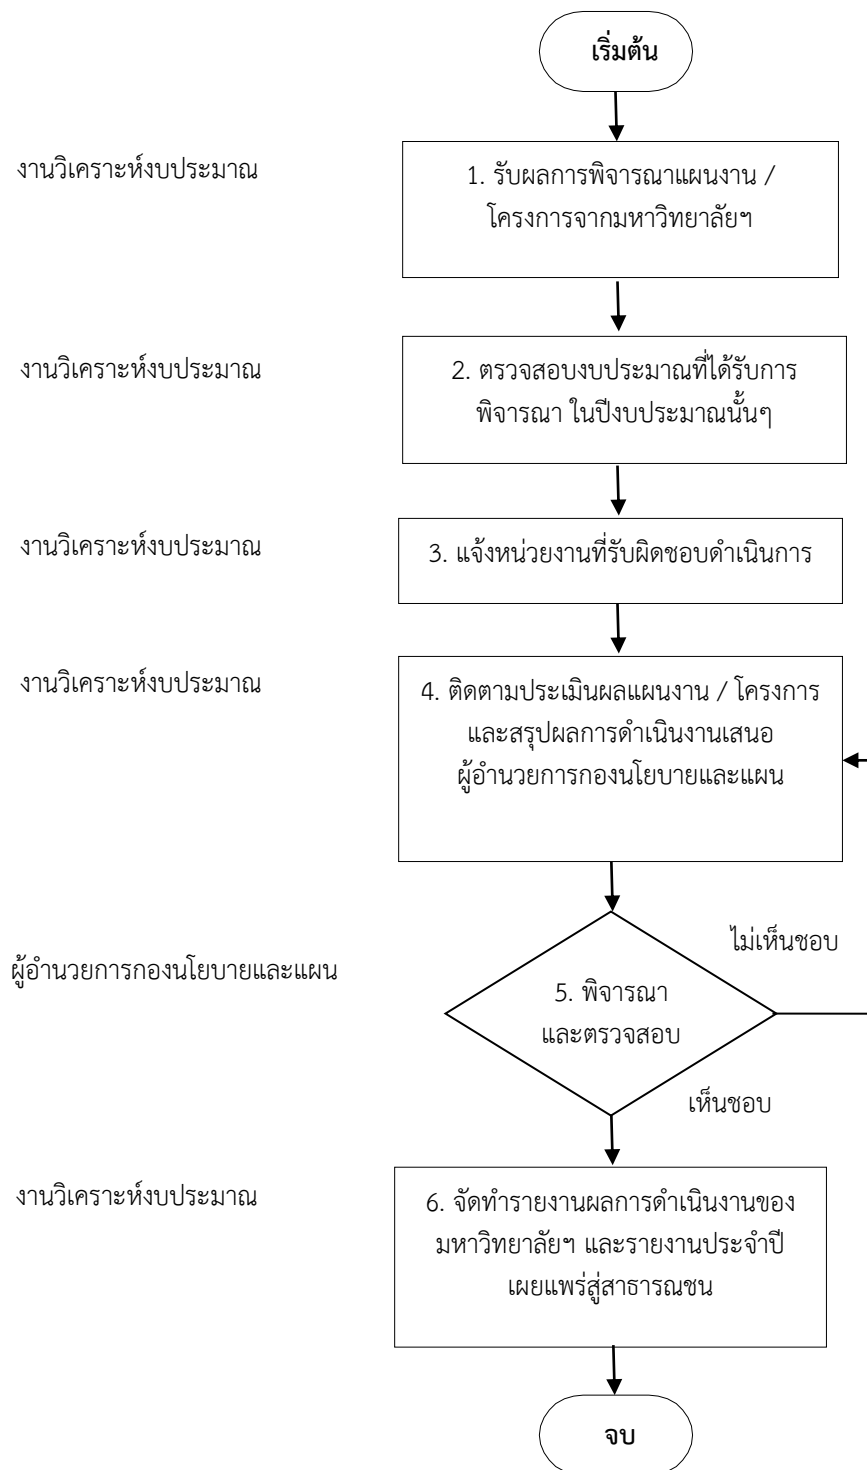 เริ่มต้น
งานวิเคราะห์งบประมาณ
1. รับผลการพิจารณาแผนงาน /
โครงการจากมหาวิทยาลัยฯ
งานวิเคราะห์งบประมาณ
2. ตรวจสอบงบประมาณที่ได้รับการ
พิจารณา ในปีงบประมาณนั้นๆ
งานวิเคราะห์งบประมาณ
3. แจ้งหน่วยงานที่รับผิดชอบดำเนินการ
งานวิเคราะห์งบประมาณ
4. ติดตามประเมินผลแผนงาน / โครงการ
และสรุปผลการดำเนินงานเสนอ
ผู้อำนวยการกองนโยบายและแผน
ไม่เห็นชอบ
ผู้อำนวยการกองนโยบายและแผน
5. พิจารณา
และตรวจสอบ
เห็นชอบ
งานวิเคราะห์งบประมาณ
6. จัดทำรายงานผลการดำเนินงานของ
มหาวิทยาลัยฯ และรายงานประจำปี
เผยแพร่สู่สาธารณชน
จบ